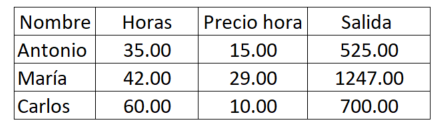 Nombre Horas Precio hora Salida
Antonio 35.00 15.00 525.00
María 42.00 29.00 1247.00
Carlos 60.00 10.00 700.00